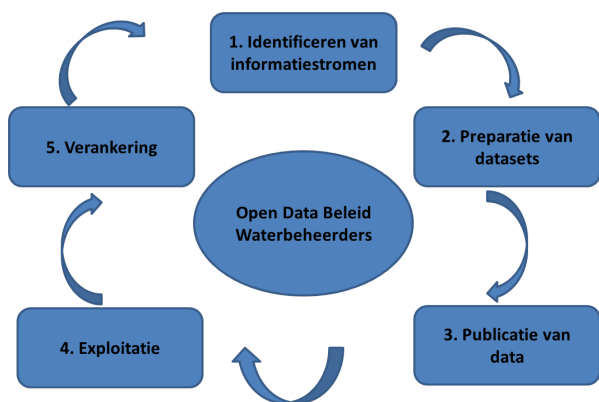 1. Identificeren van
informatiestromen
2. Preparatie van
datasets
3. Publicatie van
data
4. Exploitatie
5. Verankering
Open Data Beleid
Waterbeheerders